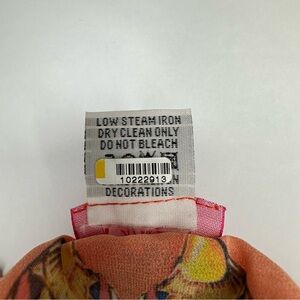 LOW STEAM IRON
DRY CLEAN ONLY
DO NOT BLEACH
10222913
DECORATIONS